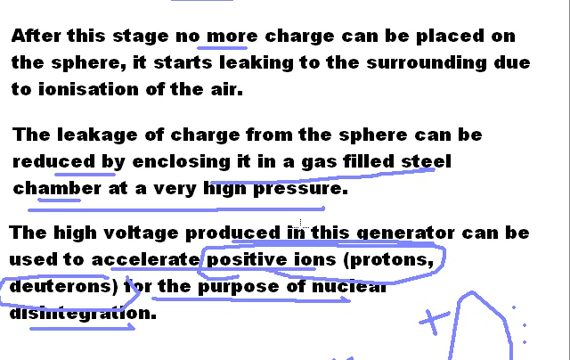 After this stage no more charge can be placed on
the sphere, it starts leaking to the surrounding due
to ionisation of the air.
The leakage of charge from the sphere can be
reduced by enclosing it in a gas filled steel
chamber at a very high pressure.
The high voltage produced in this generator can be
used to accelerate positive ions (protons,
deuterons) for the purpose of nuclear
disintegration.
+